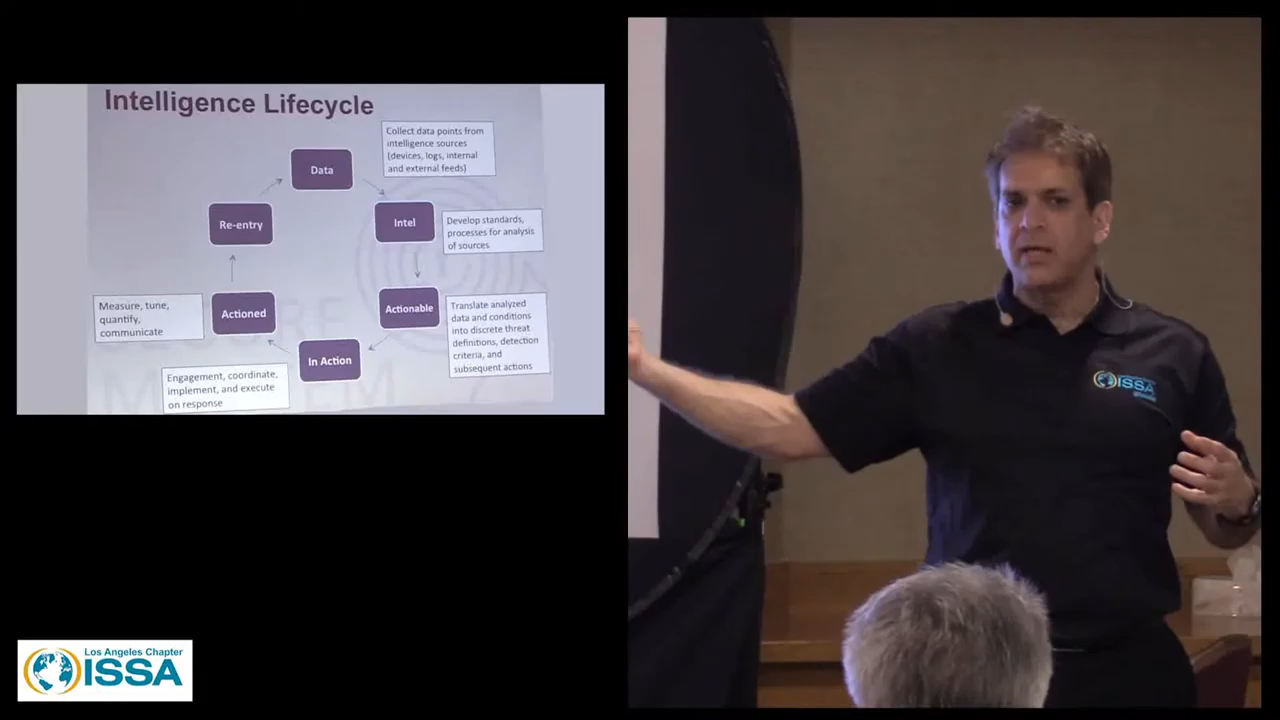 Intelligence Lifecycle
Data
Collect data points from
intelligence sources
(devices, logs, internal
and external feeds)
Intel
Develop standards,
processes for analysis
of sources
Actionable
Translate analyzed
data and conditions
into discrete threat
definitions, detection
criteria, and
subsequent actions
In Action
Engagement, coordinate,
implement, and execute
on response
Actioned
Measure, tune,
quantify,
communicate
Re-entry
ISSA
Los Angeles Chapter
ISSA